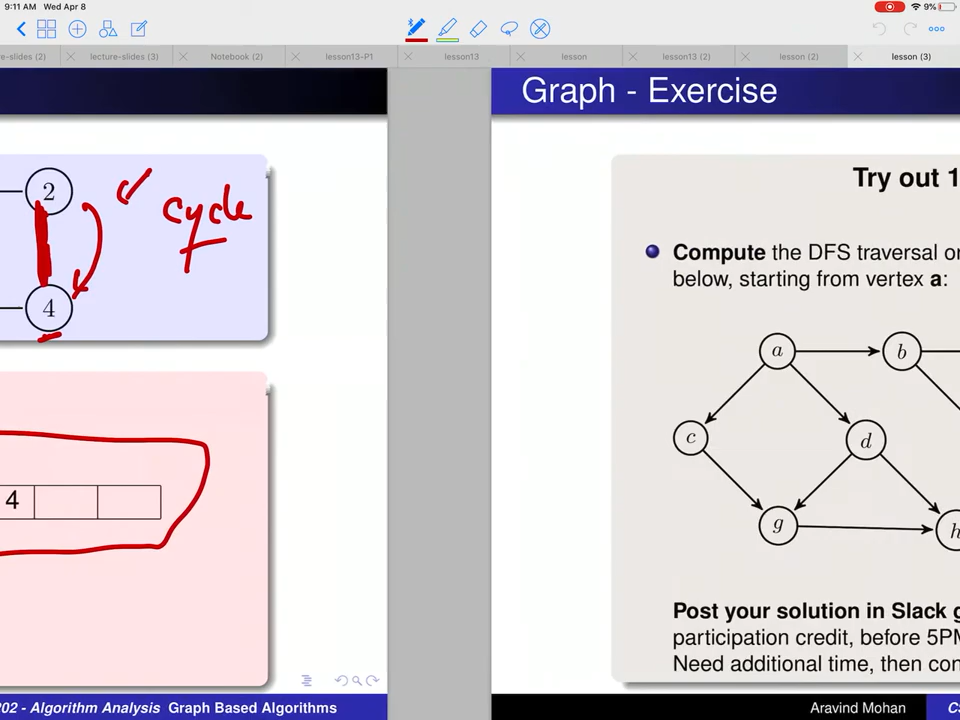 9:11 AM Wed Apr 8
9%
e-slides (2)
lecture-slides (3)
Notebook (2)
lesson13-P1
lesson13
lesson
lesson13 (2)
lesson (2)
lesson (3)
2
cycle
4
4
202 - Algorithm Analysis Graph Based Algorithms
Graph - Exercise
Try out 1
Compute the DFS traversal or
below, starting from vertex a:
a
b
c
d
g
h
Post your solution in Slack g
participation credit, before 5PM
Need additional time, then con
Aravind Mohan
CS